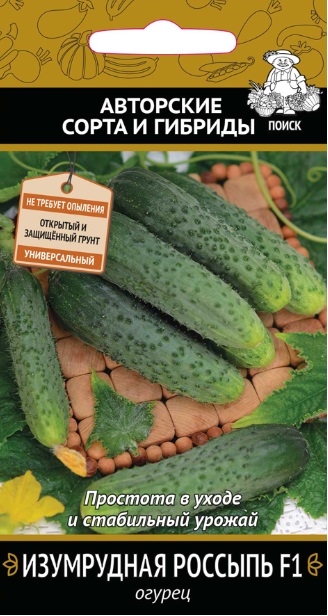 АВТОРСКИЕ
СОРТА И ГИБРИДЫ
ПОИСК
НЕ ТРЕБУЕТ ОПЫЛЕНИЯ
ОТКРЫТЫЙ И
ЗАЩИЩЁННЫЙ ГРУНТ
УНИВЕРСАЛЬНЫЙ
Простота в уходе
и стабильный урожай
ИЗУМРУДНАЯ РОССЫПЬ F1
огурец